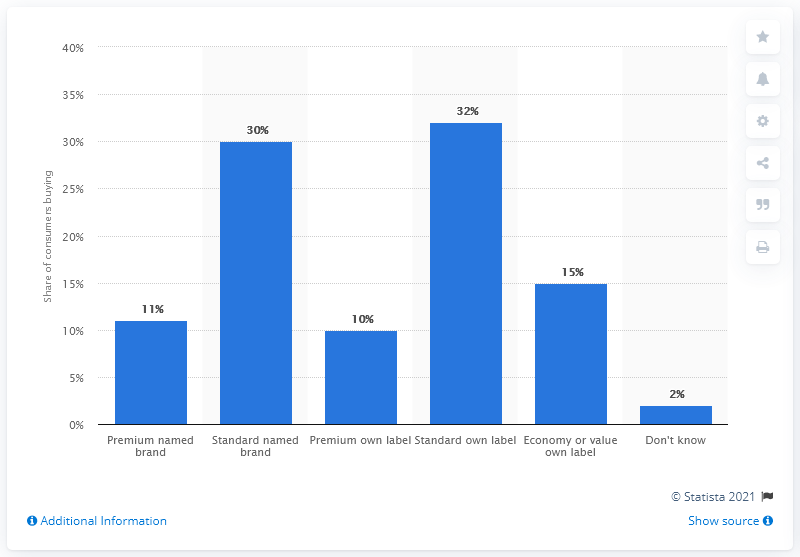 40%
35%
30%
25%
20%
15%
10%
5%
0%
Share of consumers buying
11%
30%
10%
32%
15%
2%
Premium named brand
Standard named brand
Premium own label
Standard own label
Economy or value own label
Don't know
© Statista 2021
Additional Information
Show source